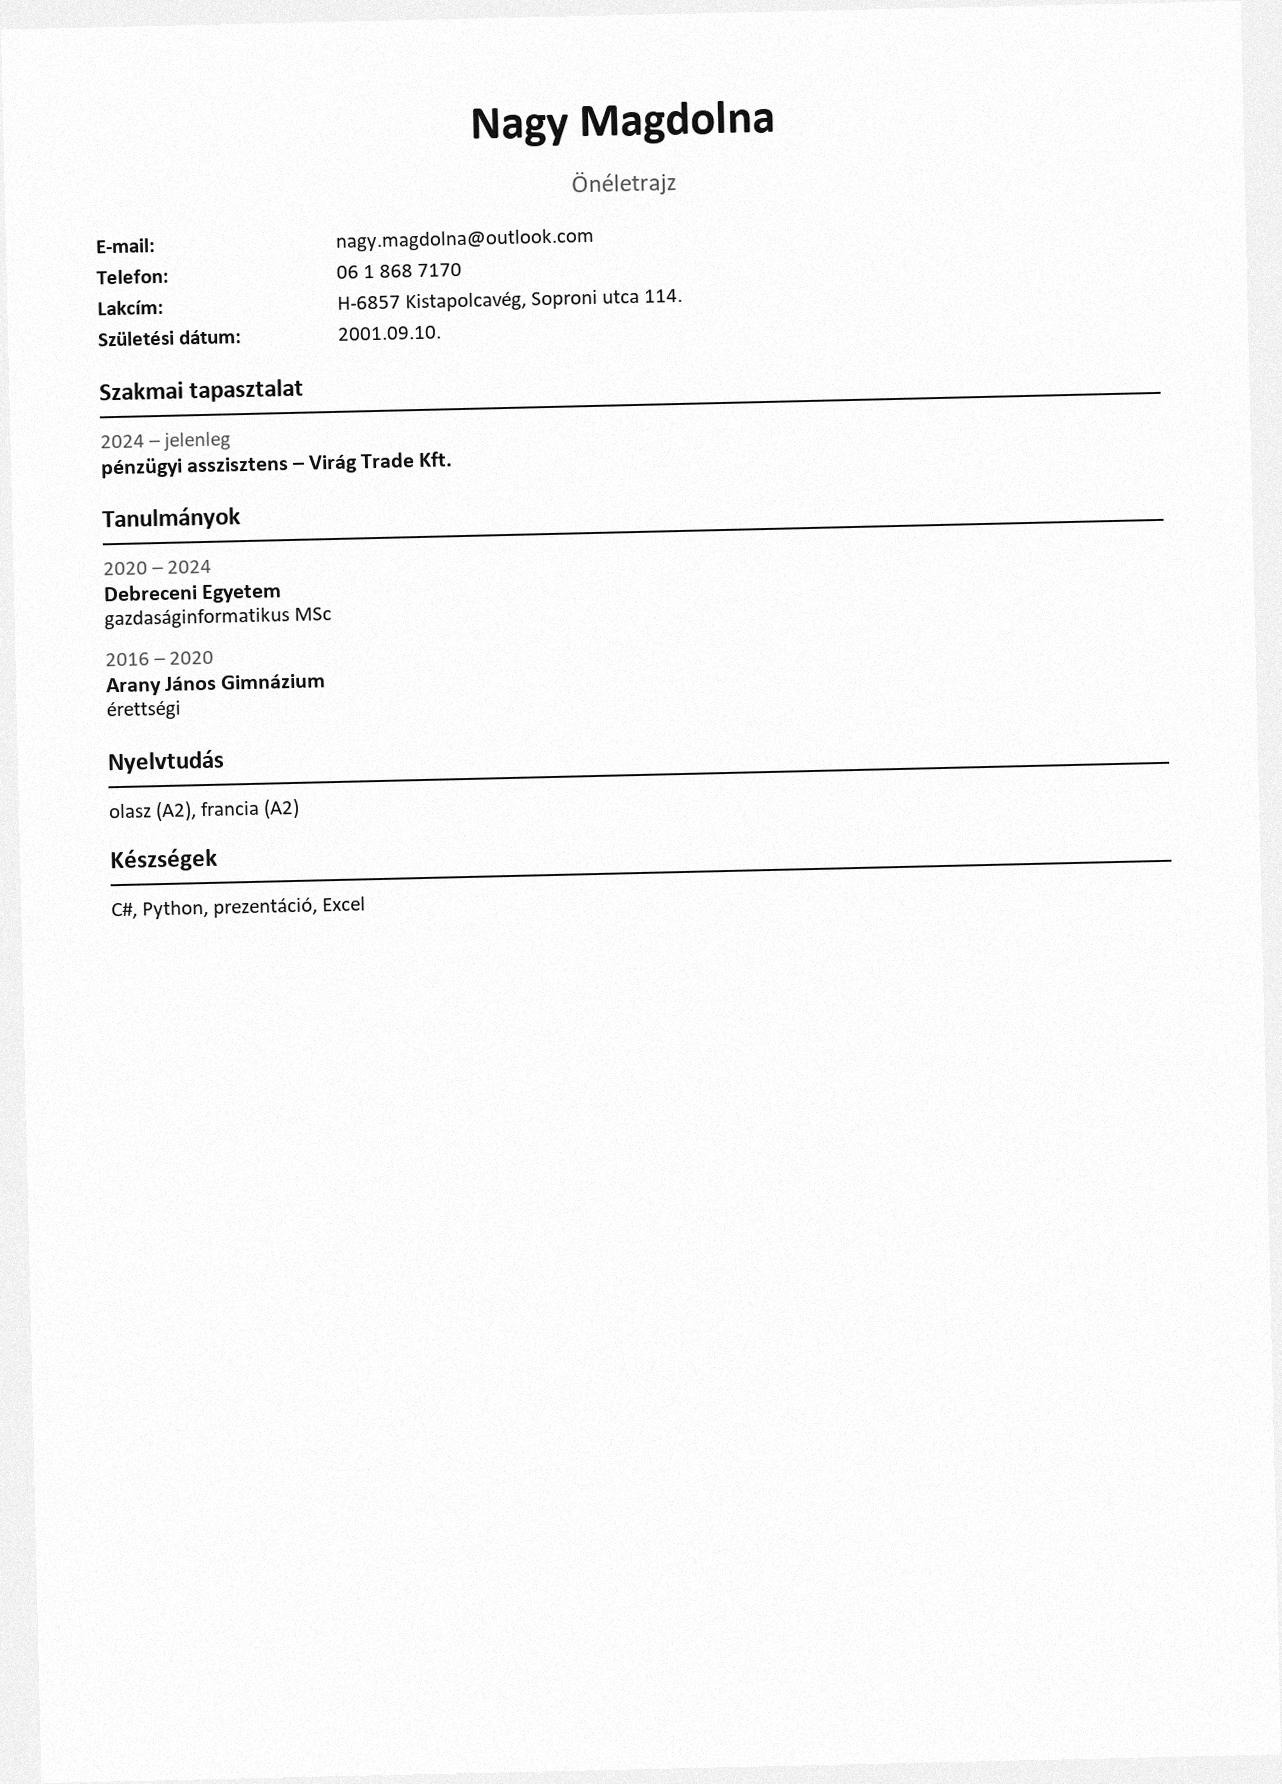 Nagy Magdolna
Önéletrajz
E-mail: nagy.magdolna@outlook.com
Telefon: 06 1 868 7170
Lakcím: H-6857 Kistapolcavég, Soproni utca 114.
Születési dátum: 2001.09.10.
Szakmai tapasztalat
2024 – jelenleg
pénzügyi asszisztens – Virág Trade Kft.
Tanulmányok
2020 – 2024
Debreceni Egyetem
gazdaságinformatikus MSc
2016 – 2020
Arany János Gimnázium
érettségi
Nyelvtudás
olasz (A2), francia (A2)
Készségek
C#, Python, prezentáció, Excel